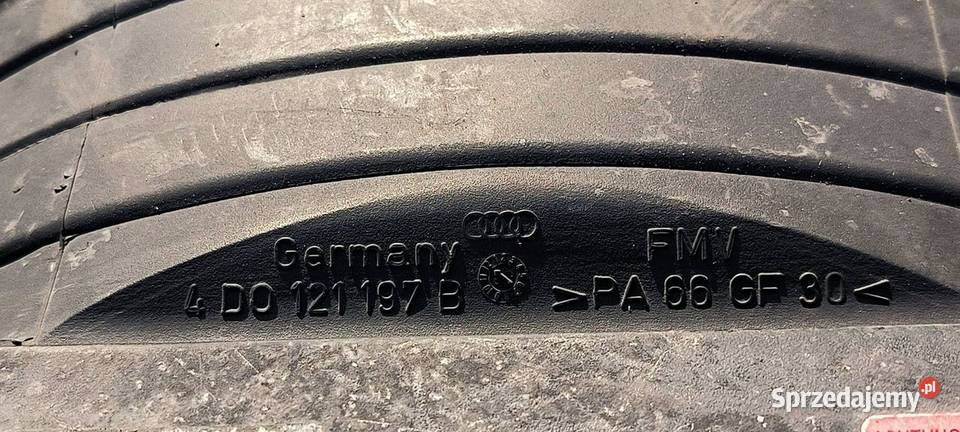 Germany FMV
4 D0 121 197 B >PA 66 GF 30<
Sprzedajemy.pl